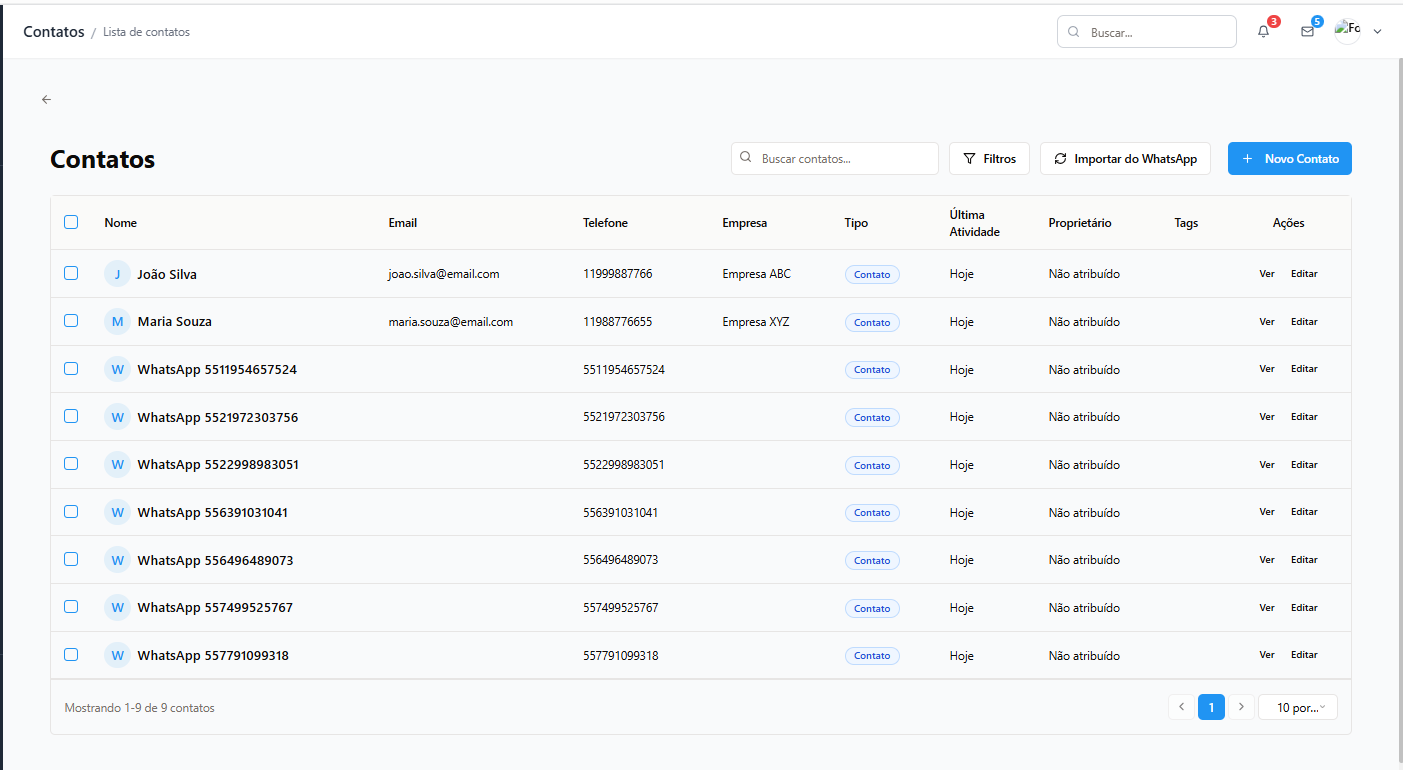 Contatos / Lista de contatos
Buscar...
3
5
Fo
Contatos
Buscar contatos...
Filtros
Importar do WhatsApp
+ Novo Contato
Nome Email Telefone Empresa Tipo Última Atividade Proprietário Tags Ações
J João Silva joao.silva@email.com 11999887766 Empresa ABC Contato Hoje Não atribuído Ver Editar
M Maria Souza maria.souza@email.com 11988776655 Empresa XYZ Contato Hoje Não atribuído Ver Editar
W WhatsApp 5511954657524 5511954657524 Contato Hoje Não atribuído Ver Editar
W WhatsApp 5521972303756 5521972303756 Contato Hoje Não atribuído Ver Editar
W WhatsApp 5522998983051 5522998983051 Contato Hoje Não atribuído Ver Editar
W WhatsApp 556391031041 556391031041 Contato Hoje Não atribuído Ver Editar
W WhatsApp 556496489073 556496489073 Contato Hoje Não atribuído Ver Editar
W WhatsApp 557499525767 557499525767 Contato Hoje Não atribuído Ver Editar
W WhatsApp 557791099318 557791099318 Contato Hoje Não atribuído Ver Editar
Mostrando 1-9 de 9 contatos
1
10 por...